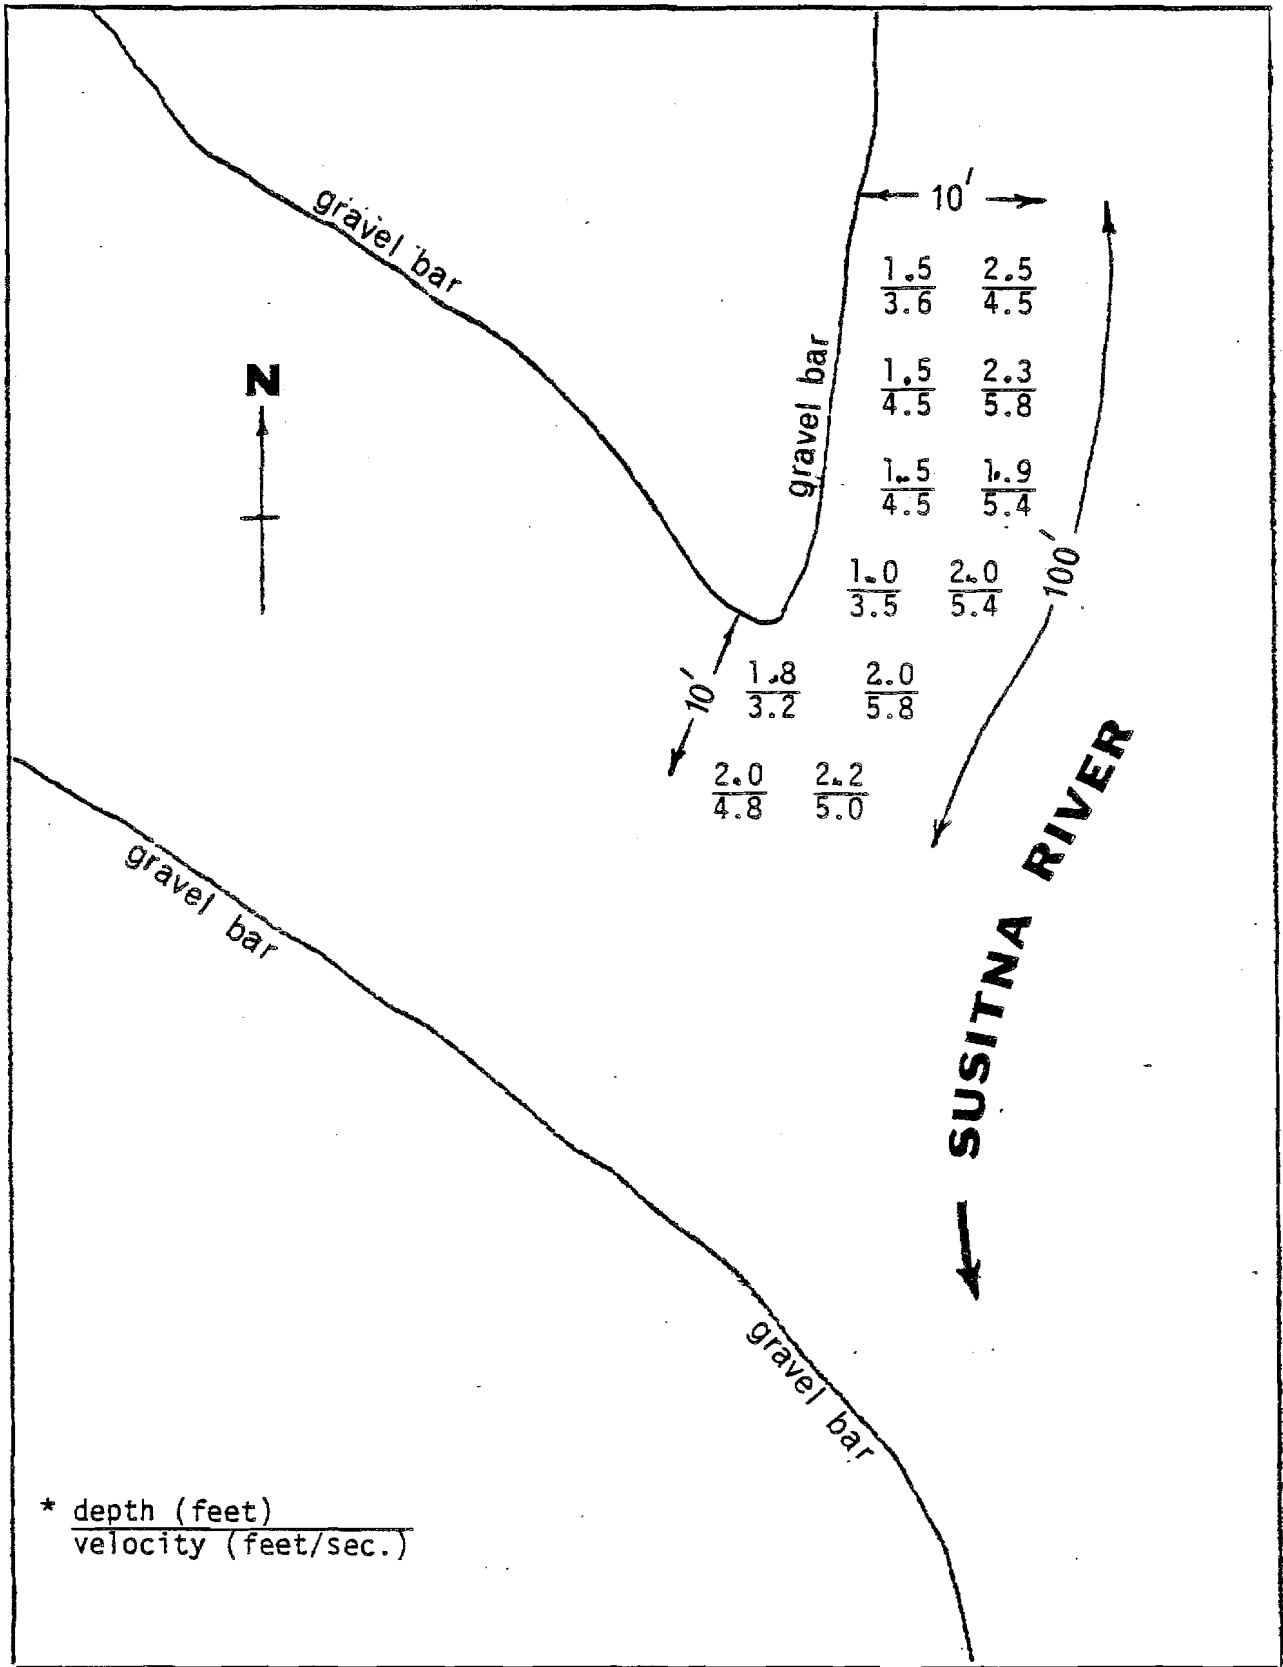 10'
gravel bar
1.5 2.5
3.6 4.5
N
gravel bar
1.5 2.3
4.5 5.8
1.5 1.9
4.5 5.4
100'
1.0 2.0
3.5 5.4
10'
1.8 2.0
3.2 5.8
2.0 2.2
4.8 5.0
SUSITNA RIVER
gravel bar
gravel bar
* depth (feet)
velocity (feet/sec.)